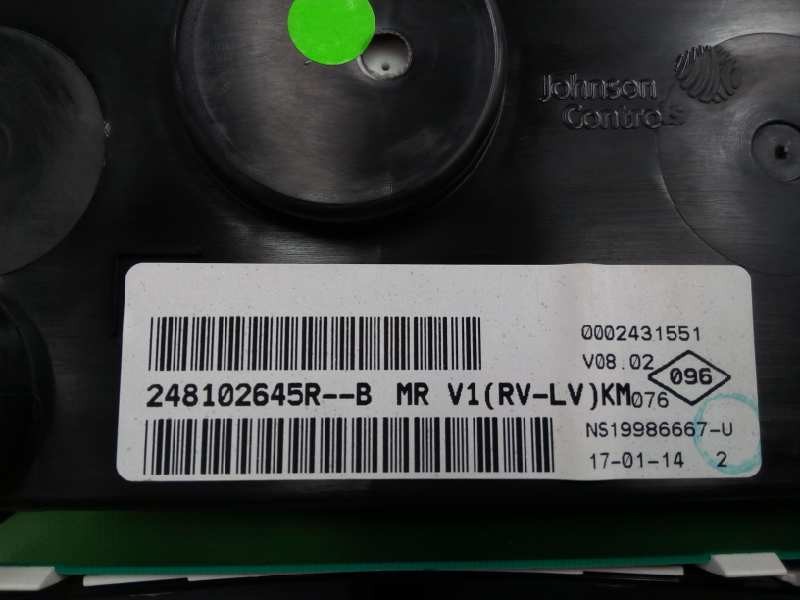 Johnson
Controls
0002431551
V08.02
096
248102645R--B MR V1(RV-LV)KM
076
NS19986667-U
17-01-14 2